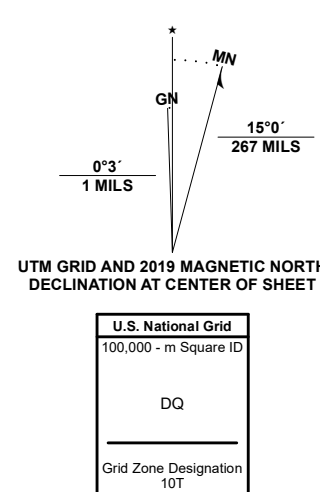 ★
MN
GN
15°0´
267 MILS
0°3´
1 MILS
UTM GRID AND 2019 MAGNETIC NORTH
DECLINATION AT CENTER OF SHEET
U.S. National Grid
100,000 - m Square ID
DQ
Grid Zone Designation
10T